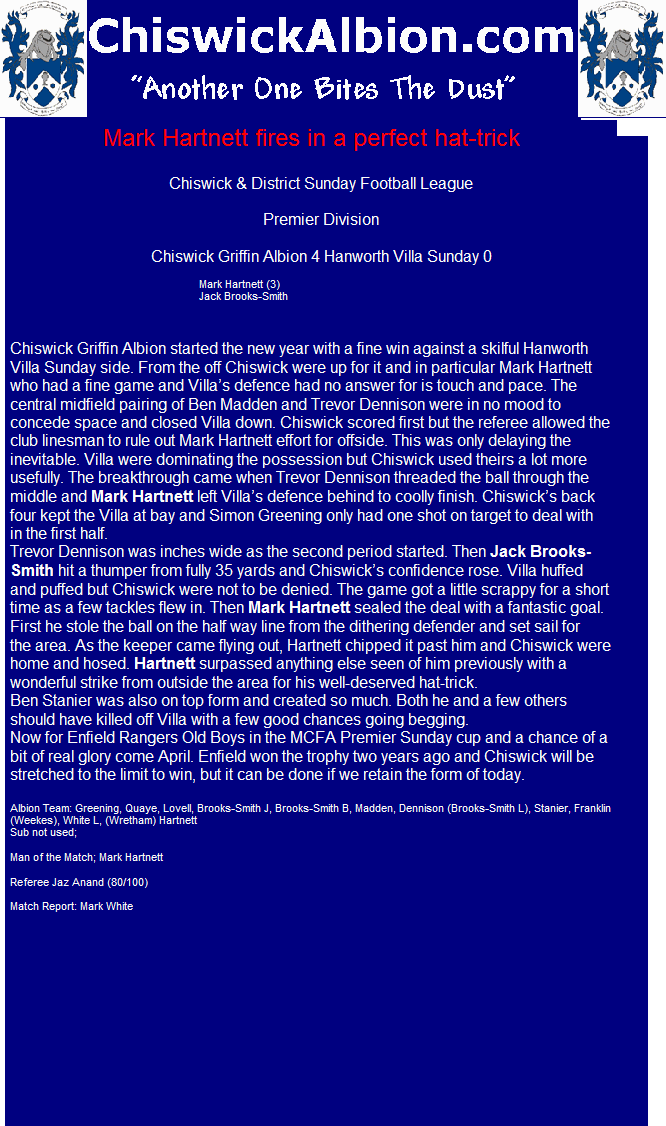 ChiswickAlbion.com
"Another One Bites The Dust"
Mark Hartnett fires in a perfect hat-trick
Chiswick & District Sunday Football League
Premier Division
Chiswick Griffin Albion 4 Hanworth Villa Sunday 0
Mark Hartnett (3)
Jack Brooks-Smith
Chiswick Griffin Albion started the new year with a fine win against a skilful Hanworth
Villa Sunday side. From the off Chiswick were up for it and in particular Mark Hartnett
who had a fine game and Villa's defence had no answer for is touch and pace. The
central midfield pairing of Ben Madden and Trevor Dennison were in no mood to
concede space and closed Villa down. Chiswick scored first but the referee allowed the
club linesman to rule out Mark Hartnett effort for offside. This was only delaying the
inevitable. Villa were dominating the possession but Chiswick used theirs a lot more
usefully. The breakthrough came when Trevor Dennison threaded the ball through the
middle and Mark Hartnett left Villa's defence behind to coolly finish. Chiswick's back
four kept the Villa at bay and Simon Greening only had one shot on target to deal with
in the first half.
Trevor Dennison was inches wide as the second period started. Then Jack Brooks-
Smith hit a thumper from fully 35 yards and Chiswick's confidence rose. Villa huffed
and puffed but Chiswick were not to be denied. The game got a little scrappy for a short
time as a few tackles flew in. Then Mark Hartnett sealed the deal with a fantastic goal.
First he stole the ball on the half way line from the dithering defender and set sail for
the area. As the keeper came flying out, Hartnett chipped it past him and Chiswick were
home and hosed. Hartnett surpassed anything else seen of him previously with a
wonderful strike from outside the area for his well-deserved hat-trick.
Ben Stanier was also on top form and created so much. Both he and a few others
should have killed off Villa with a few good chances going begging.
Now for Enfield Rangers Old Boys in the MCFA Premier Sunday cup and a chance of a
bit of real glory come April. Enfield won the trophy two years ago and Chiswick will be
stretched to the limit to win, but it can be done if we retain the form of today.
Albion Team: Greening, Quaye, Lovell, Brooks-Smith J, Brooks-Smith B, Madden, Dennison (Brooks-Smith L), Stanier, Franklin
(Weekes), White L, (Wretham) Hartnett
Sub not used;
Man of the Match; Mark Hartnett
Referee Jaz Anand (80/100)
Match Report: Mark White